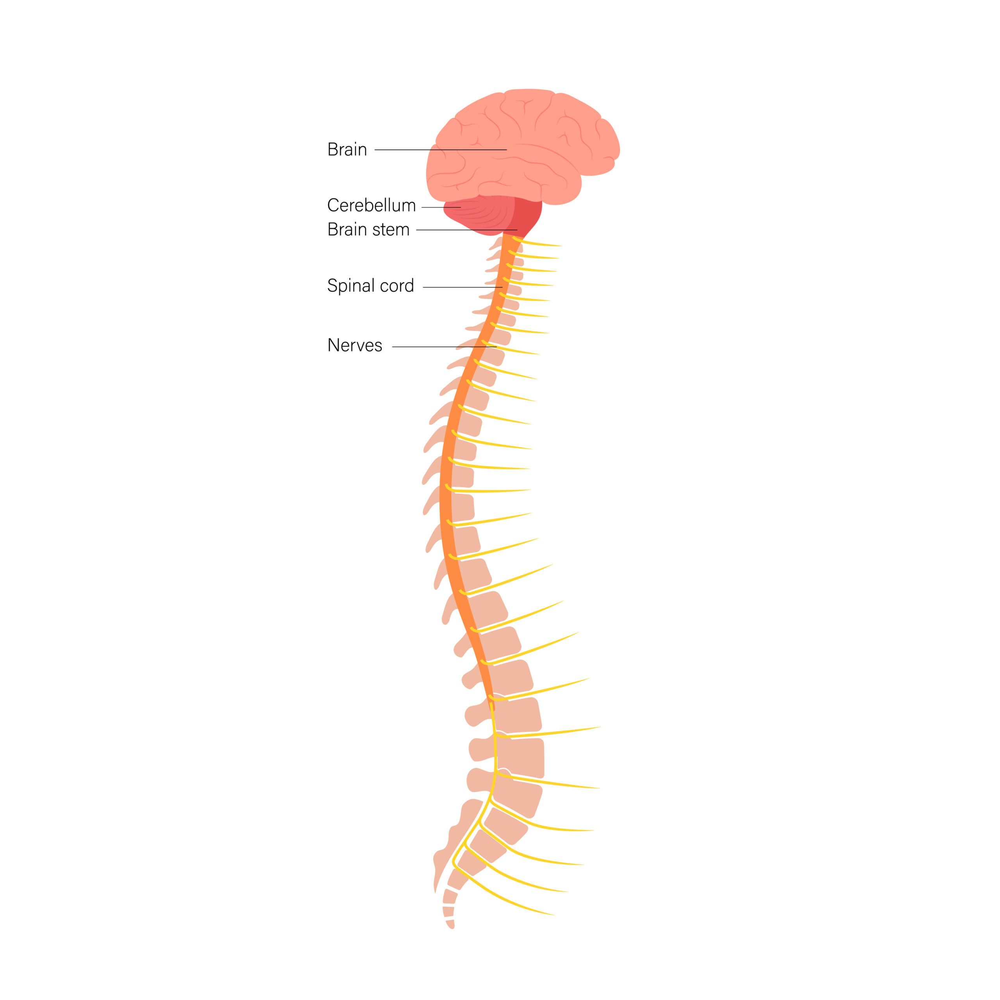 Brain
Cerebellum
Brain stem
Spinal cord
Nerves